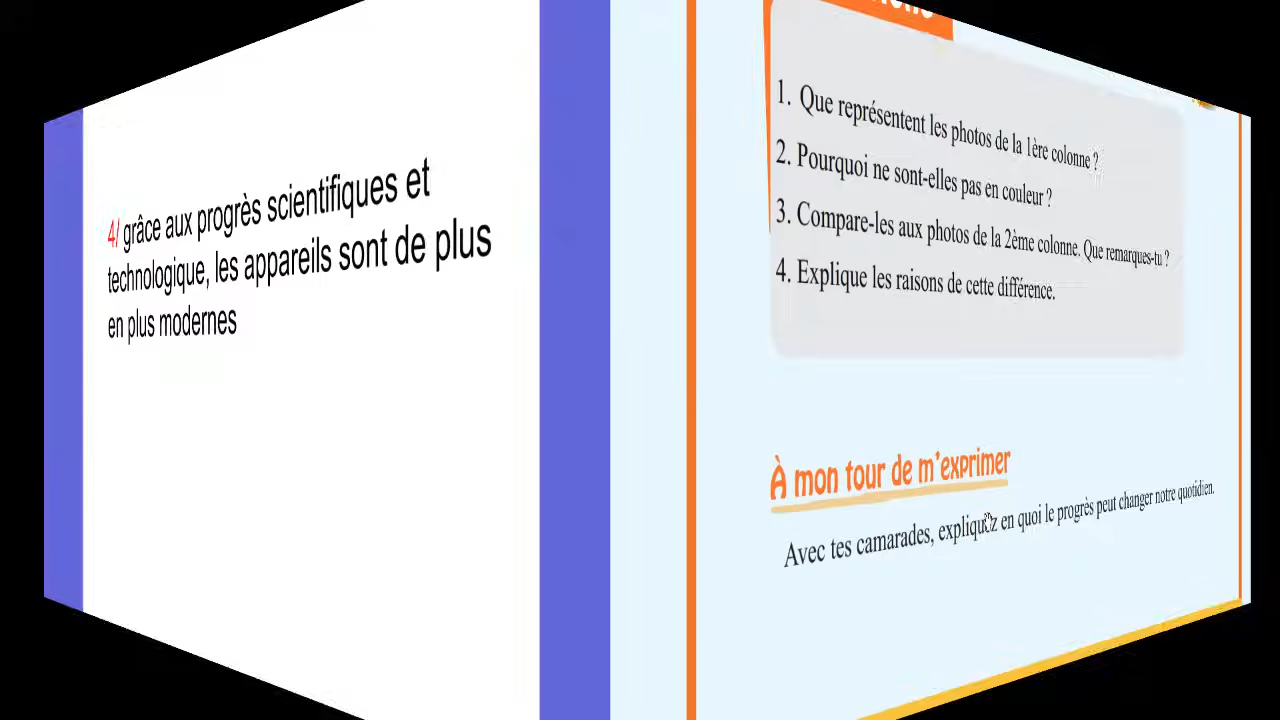 4/ grâce aux progrès scientifiques et
technologique, les appareils sont de plus
en plus modernes
1. Que représentent les photos de la 1ère colonne ?
2. Pourquoi ne sont-elles pas en couleur ?
3. Compare-les aux photos de la 2ème colonne. Que remarques-tu ?
4. Explique les raisons de cette différence.
À mon tour de m'exprimer
Avec tes camarades, expliquez en quoi le progrès peut changer notre quotidien.